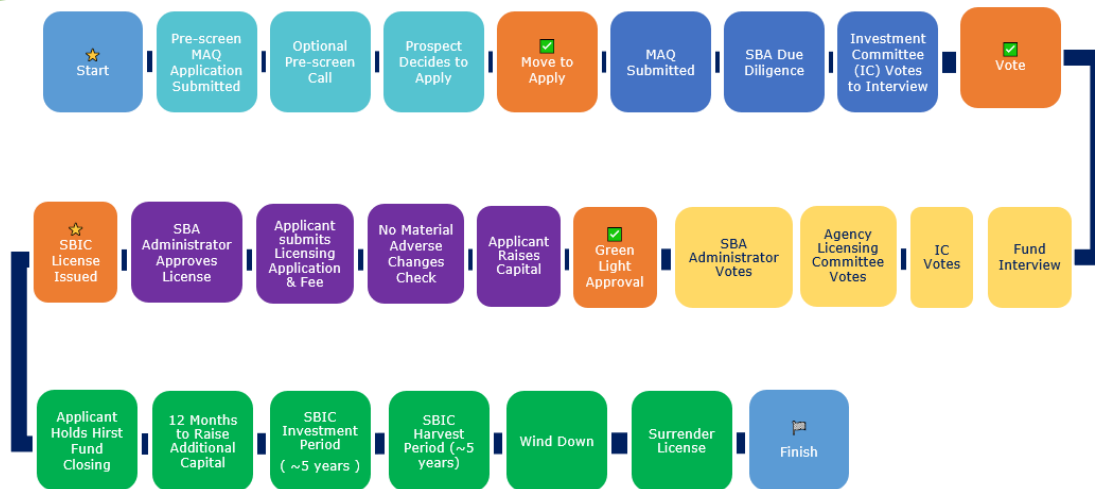 Start
Pre-screen
MAQ
Application
Submitted
Optional
Pre-screen
Call
Prospect
Decides to
Apply
Move to
Apply
MAQ
Submitted
SBA Due
Diligence
Investment
Committee
(IC) Votes
to Interview
Vote
Fund
Interview
IC
Votes
Agency
Licensing
Committee
Votes
SBA
Administrator
Votes
Green
Light
Approval
Applicant
Raises
Capital
No Material
Adverse
Changes
Check
Applicant
submits
Licensing
Application
& Fee
SBA
Administrator
Approves
License
SBIC
License
Issued
Applicant
Holds Hirst
Fund
Closing
12 Months
to Raise
Additional
Capital
SBIC
Investment
Period
( ~5 years )
SBIC
Harvest
Period (~5
years)
Wind Down
Surrender
License
Finish